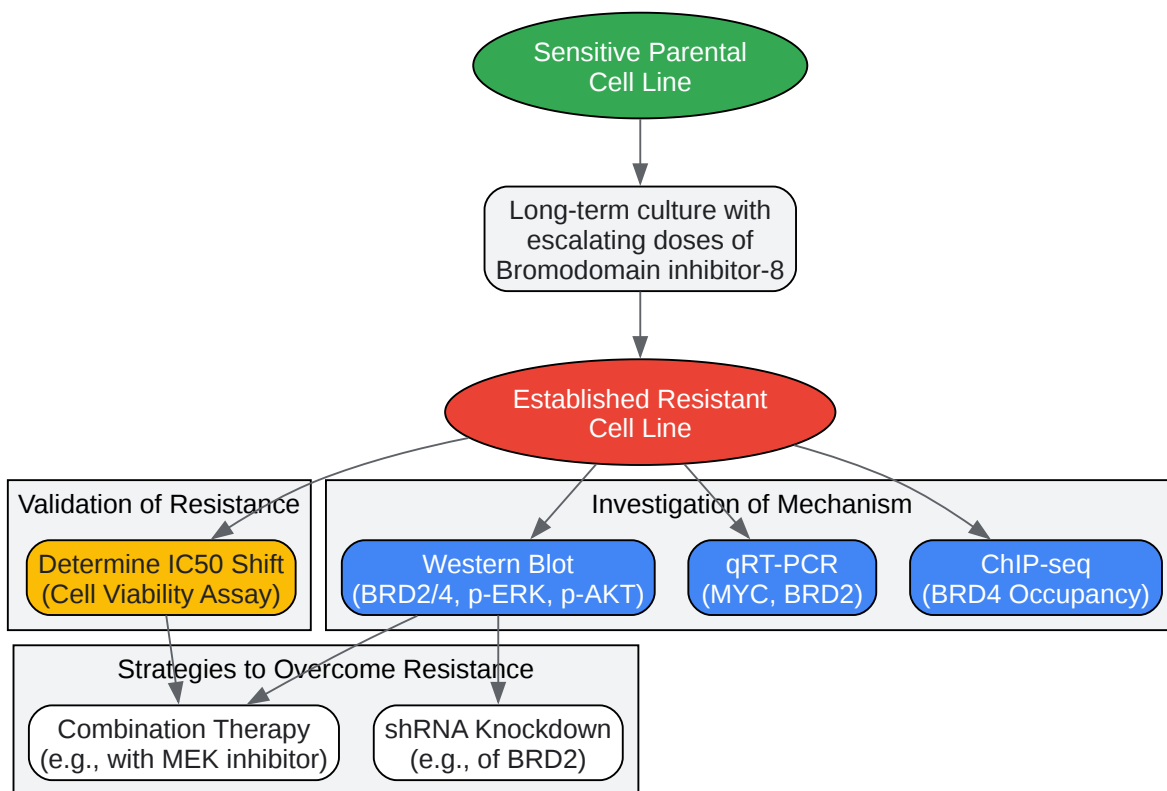 Sensitive Parental
Cell Line
Long-term culture with
escalating doses of
Bromodomain inhibitor-8
Established Resistant
Cell Line
Validation of Resistance
Determine IC50 Shift
(Cell Viability Assay)
Investigation of Mechanism
Western Blot
(BRD2/4, p-ERK, p-AKT)
qRT-PCR
(MYC, BRD2)
ChIP-seq
(BRD4 Occupancy)
Strategies to Overcome Resistance
Combination Therapy
(e.g., with MEK inhibitor)
shRNA Knockdown
(e.g., of BRD2)